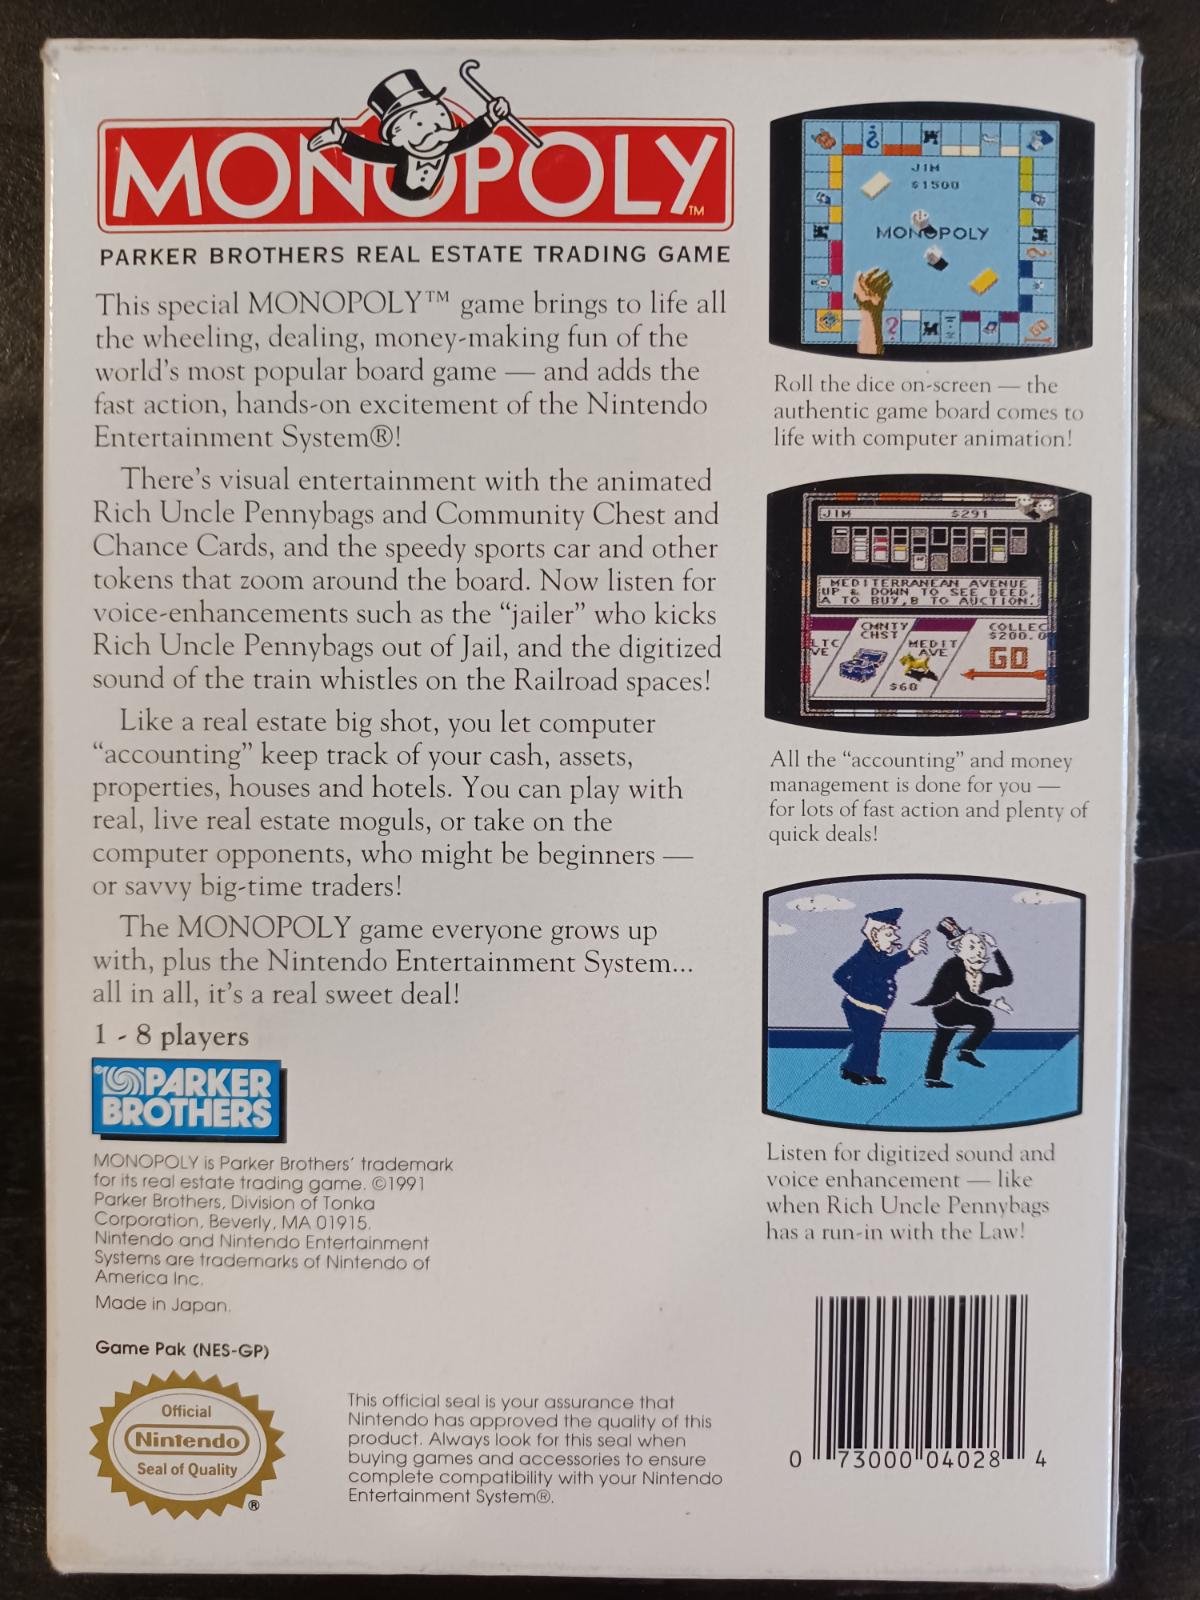 MONOPOLY™
PARKER BROTHERS REAL ESTATE TRADING GAME
This special MONOPOLY™ game brings to life all
the wheeling, dealing, money-making fun of the
world's most popular board game — and adds the
fast action, hands-on excitement of the Nintendo
Entertainment System®!
There's visual entertainment with the animated
Rich Uncle Pennybags and Community Chest and
Chance Cards, and the speedy sports car and other
tokens that zoom around the board. Now listen for
voice-enhancements such as the “jailer” who kicks
Rich Uncle Pennybags out of Jail, and the digitized
sound of the train whistles on the Railroad spaces!
Like a real estate big shot, you let computer
“accounting” keep track of your cash, assets,
properties, houses and hotels. You can play with
real, live real estate moguls, or take on the
computer opponents, who might be beginners —
or savvy big-time traders!
The MONOPOLY game everyone grows up
with, plus the Nintendo Entertainment System...
all in all, it's a real sweet deal!
1 - 8 players
PARKER
BROTHERS
MONOPOLY is Parker Brothers' trademark
for its real estate trading game. ©1991
Parker Brothers, Division of Tonka
Corporation, Beverly, MA 01915.
Nintendo and Nintendo Entertainment
Systems are trademarks of Nintendo of
America Inc.
Made in Japan.
Game Pak (NES-GP)
Official
Nintendo
Seal of Quality
®
This official seal is your assurance that
Nintendo has approved the quality of this
product. Always look for this seal when
buying games and accessories to ensure
complete compatibility with your Nintendo
Entertainment System®.
JIM
$1500
MONOPOLY
GO
Roll the dice on-screen — the
authentic game board comes to
life with computer animation!
JIM $291
MEDITERRANEAN AVENUE
UP & DOWN TO SEE DEED,
A TO BUY,B TO AUCTION.
LTC
VE
CMNTY
CHST
MEDIT
AVE
$60
COLLEC
$200.0
GO
All the “accounting” and money
management is done for you —
for lots of fast action and plenty of
quick deals!
Listen for digitized sound and
voice enhancement — like
when Rich Uncle Pennybags
has a run-in with the Law!
0 73000 04028 4